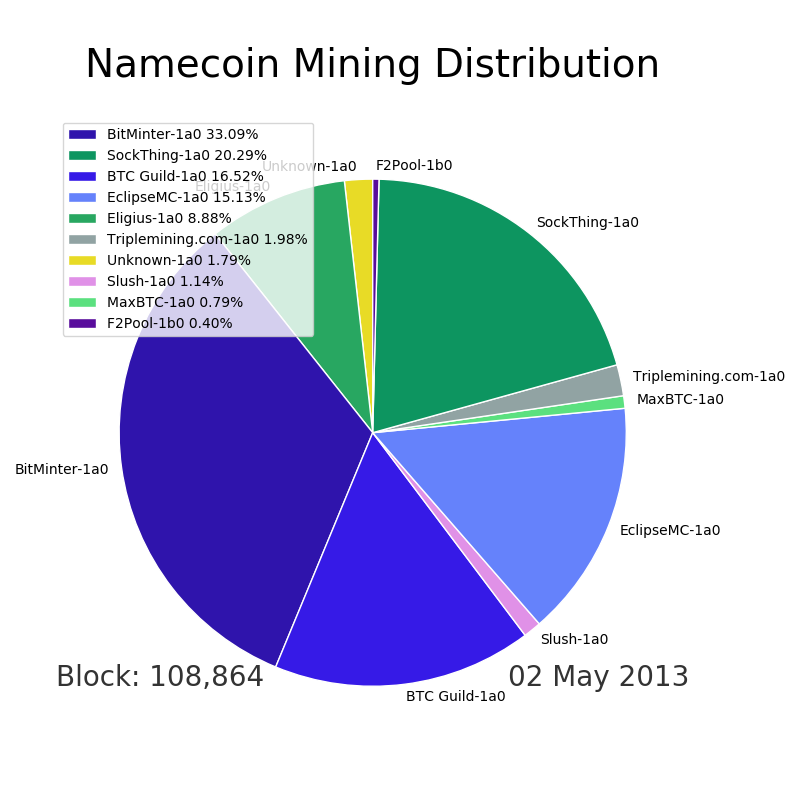 Namecoin Mining Distribution
BitMinter-1a0 33.09%
SockThing-1a0 20.29%
BTC Guild-1a0 16.52%
EclipseMC-1a0 15.13%
Eligius-1a0 8.88%
Triplemining.com-1a0 1.98%
Unknown-1a0 1.79%
Slush-1a0 1.14%
MaxBTC-1a0 0.79%
F2Pool-1b0 0.40%
Unknown-1a0
F2Pool-1b0
Eligius-1a0
SockThing-1a0
Triplemining.com-1a0
MaxBTC-1a0
BitMinter-1a0
EclipseMC-1a0
Slush-1a0
BTC Guild-1a0
Block: 108,864
02 May 2013